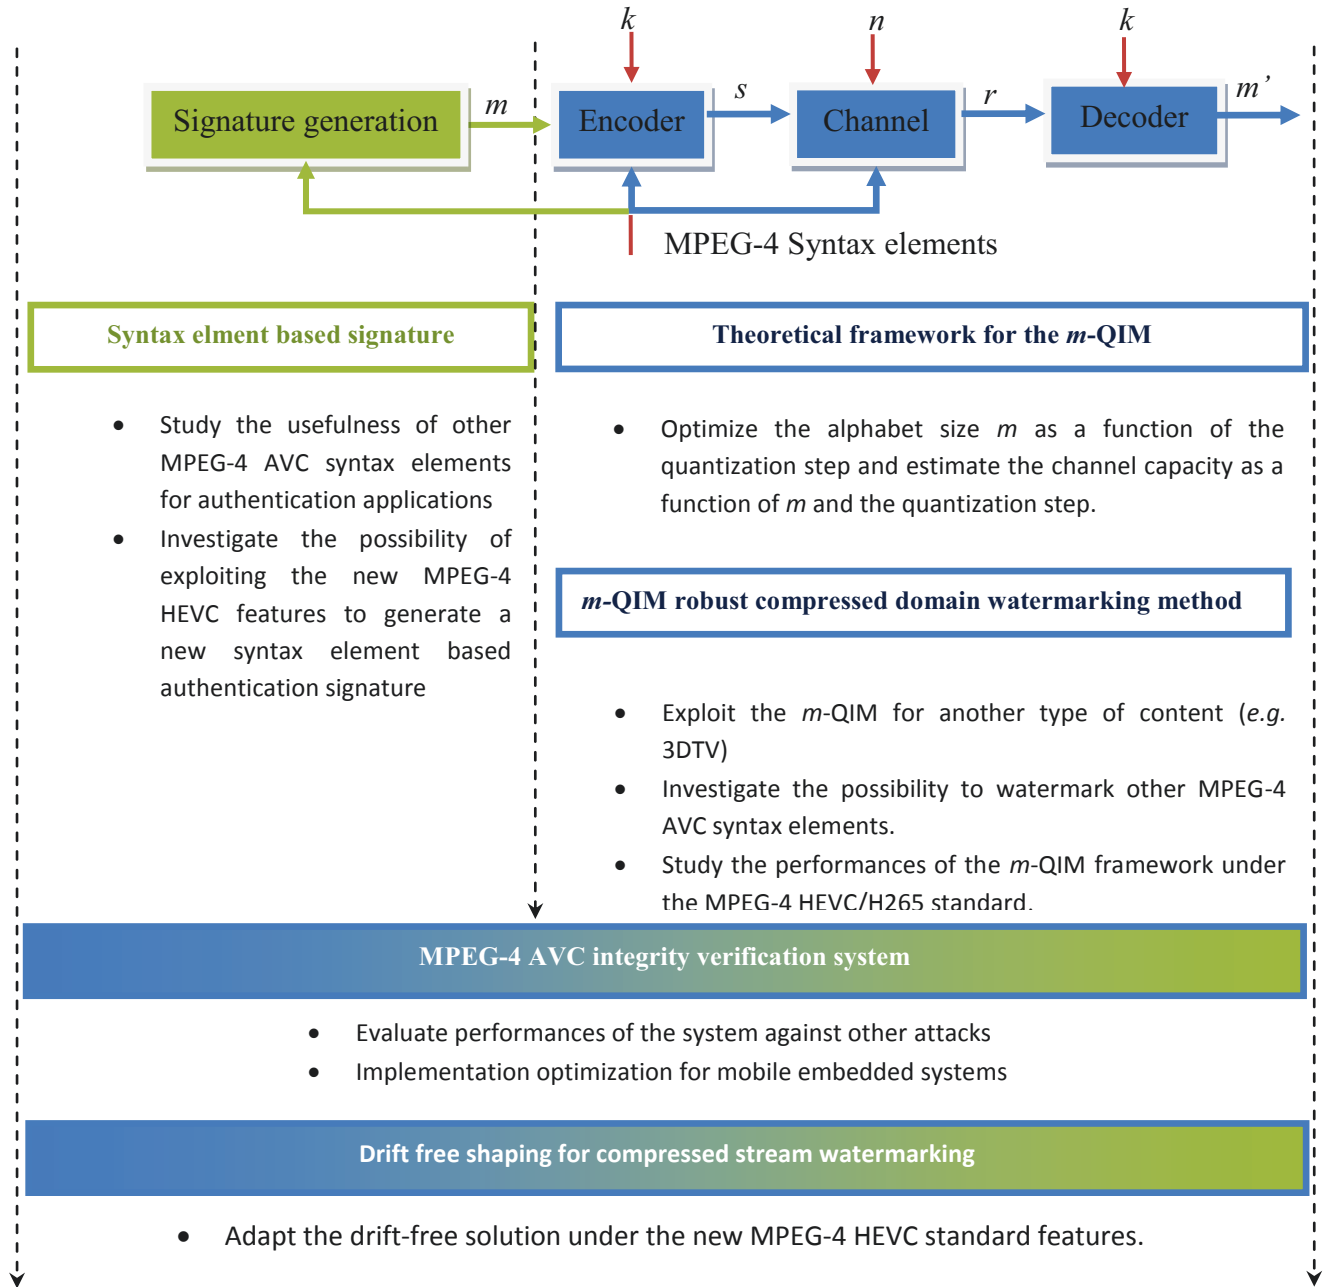 k
n
k
Signature generation
m
Encoder
s
Channel
r
Decoder
m’
MPEG-4 Syntax elements
Syntax elment based signature
• Study the usefulness of other
MPEG-4 AVC syntax elements
for authentication applications
• Investigate the possibility of
exploiting the new MPEG-4
HEVC features to generate a
new syntax element based
authentication signature
Theoretical framework for the m-QIM
• Optimize the alphabet size m as a function of the
quantization step and estimate the channel capacity as a
function of m and the quantization step.
m-QIM robust compressed domain watermarking method
• Exploit the m-QIM for another type of content (e.g.
3DTV)
• Investigate the possibility to watermark other MPEG-4
AVC syntax elements.
• Study the performances of the m-QIM framework under
the MPEG-4 HEVC/H265 standard.
MPEG-4 AVC integrity verification system
• Evaluate performances of the system against other attacks
• Implementation optimization for mobile embedded systems
Drift free shaping for compressed stream watermarking
• Adapt the drift-free solution under the new MPEG-4 HEVC standard features.